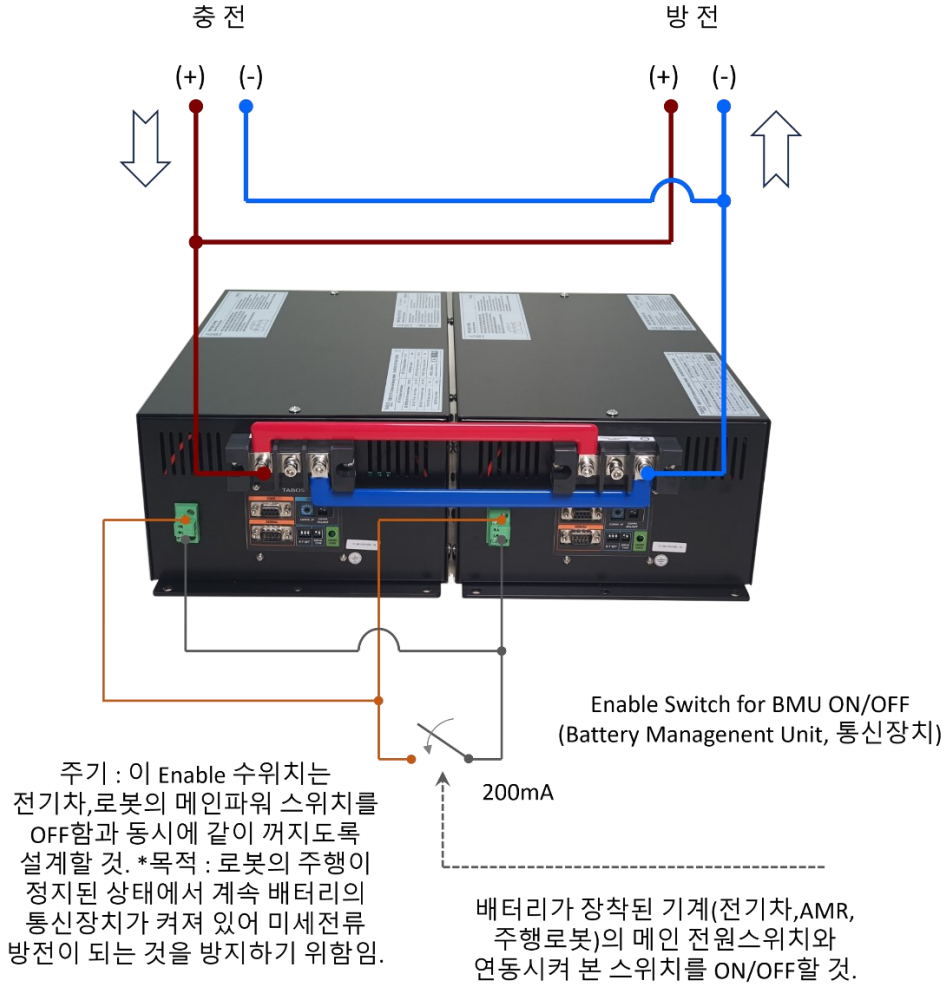 충 전
방 전
(+)
(-)
(+)
(-)
TABOS
Enable Switch for BMU ON/OFF
(Battery Managenent Unit, 통신장치)
200mA
주기 : 이 Enable 수위치는
전기차,로봇의 메인파워 스위치를
OFF함과 동시에 같이 꺼지도록
설계할 것. *목적 : 로봇의 주행이
정지된 상태에서 계속 배터리의
통신장치가 켜져 있어 미세전류
방전이 되는 것을 방지하기 위함임.
배터리가 장착된 기계(전기차,AMR,
주행로봇)의 메인 전원스위치와
연동시켜 본 스위치를 ON/OFF할 것.